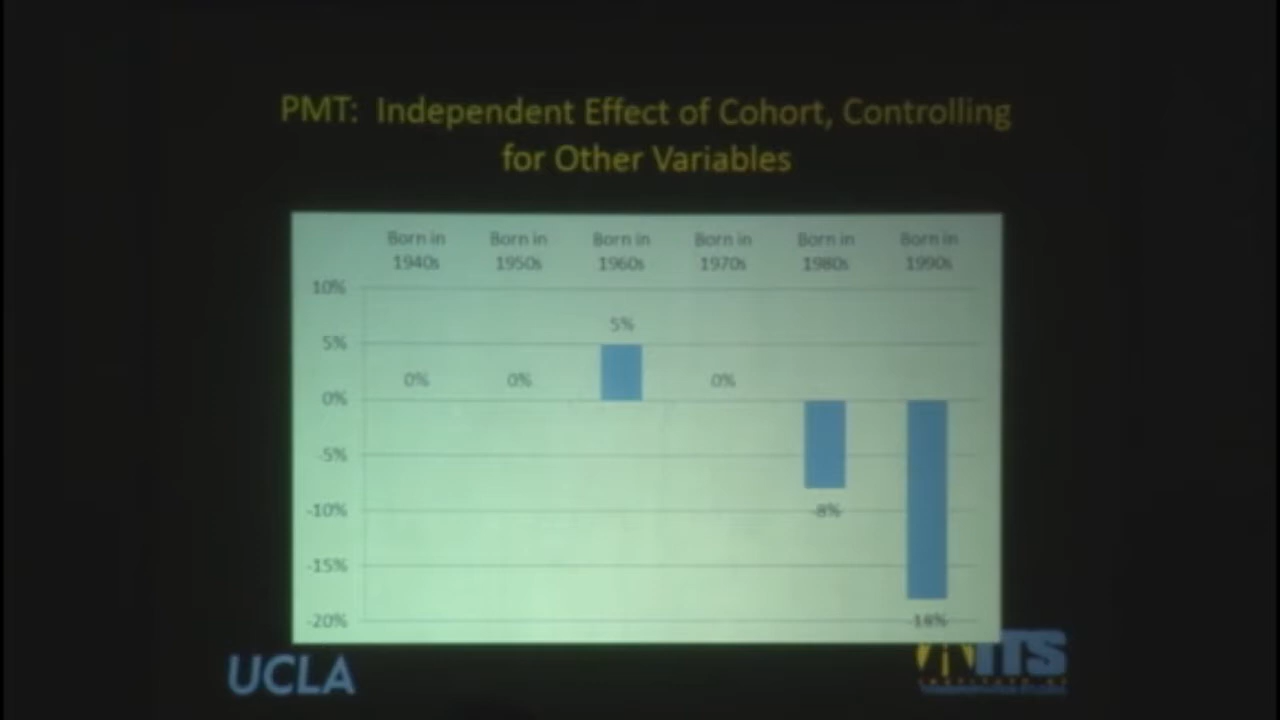 PMT: Independent Effect of Cohort, Controlling
for Other Variables
Born in Born in Born in Born in Born in Born in
1940s 1950s 1960s 1970s 1980s 1990s
10%
5%
5%
0% 0% 0%
0%
-5%
-10%
-8%
-15%
-20%
-18%
UCLA
ITS
INSTITUTE OF